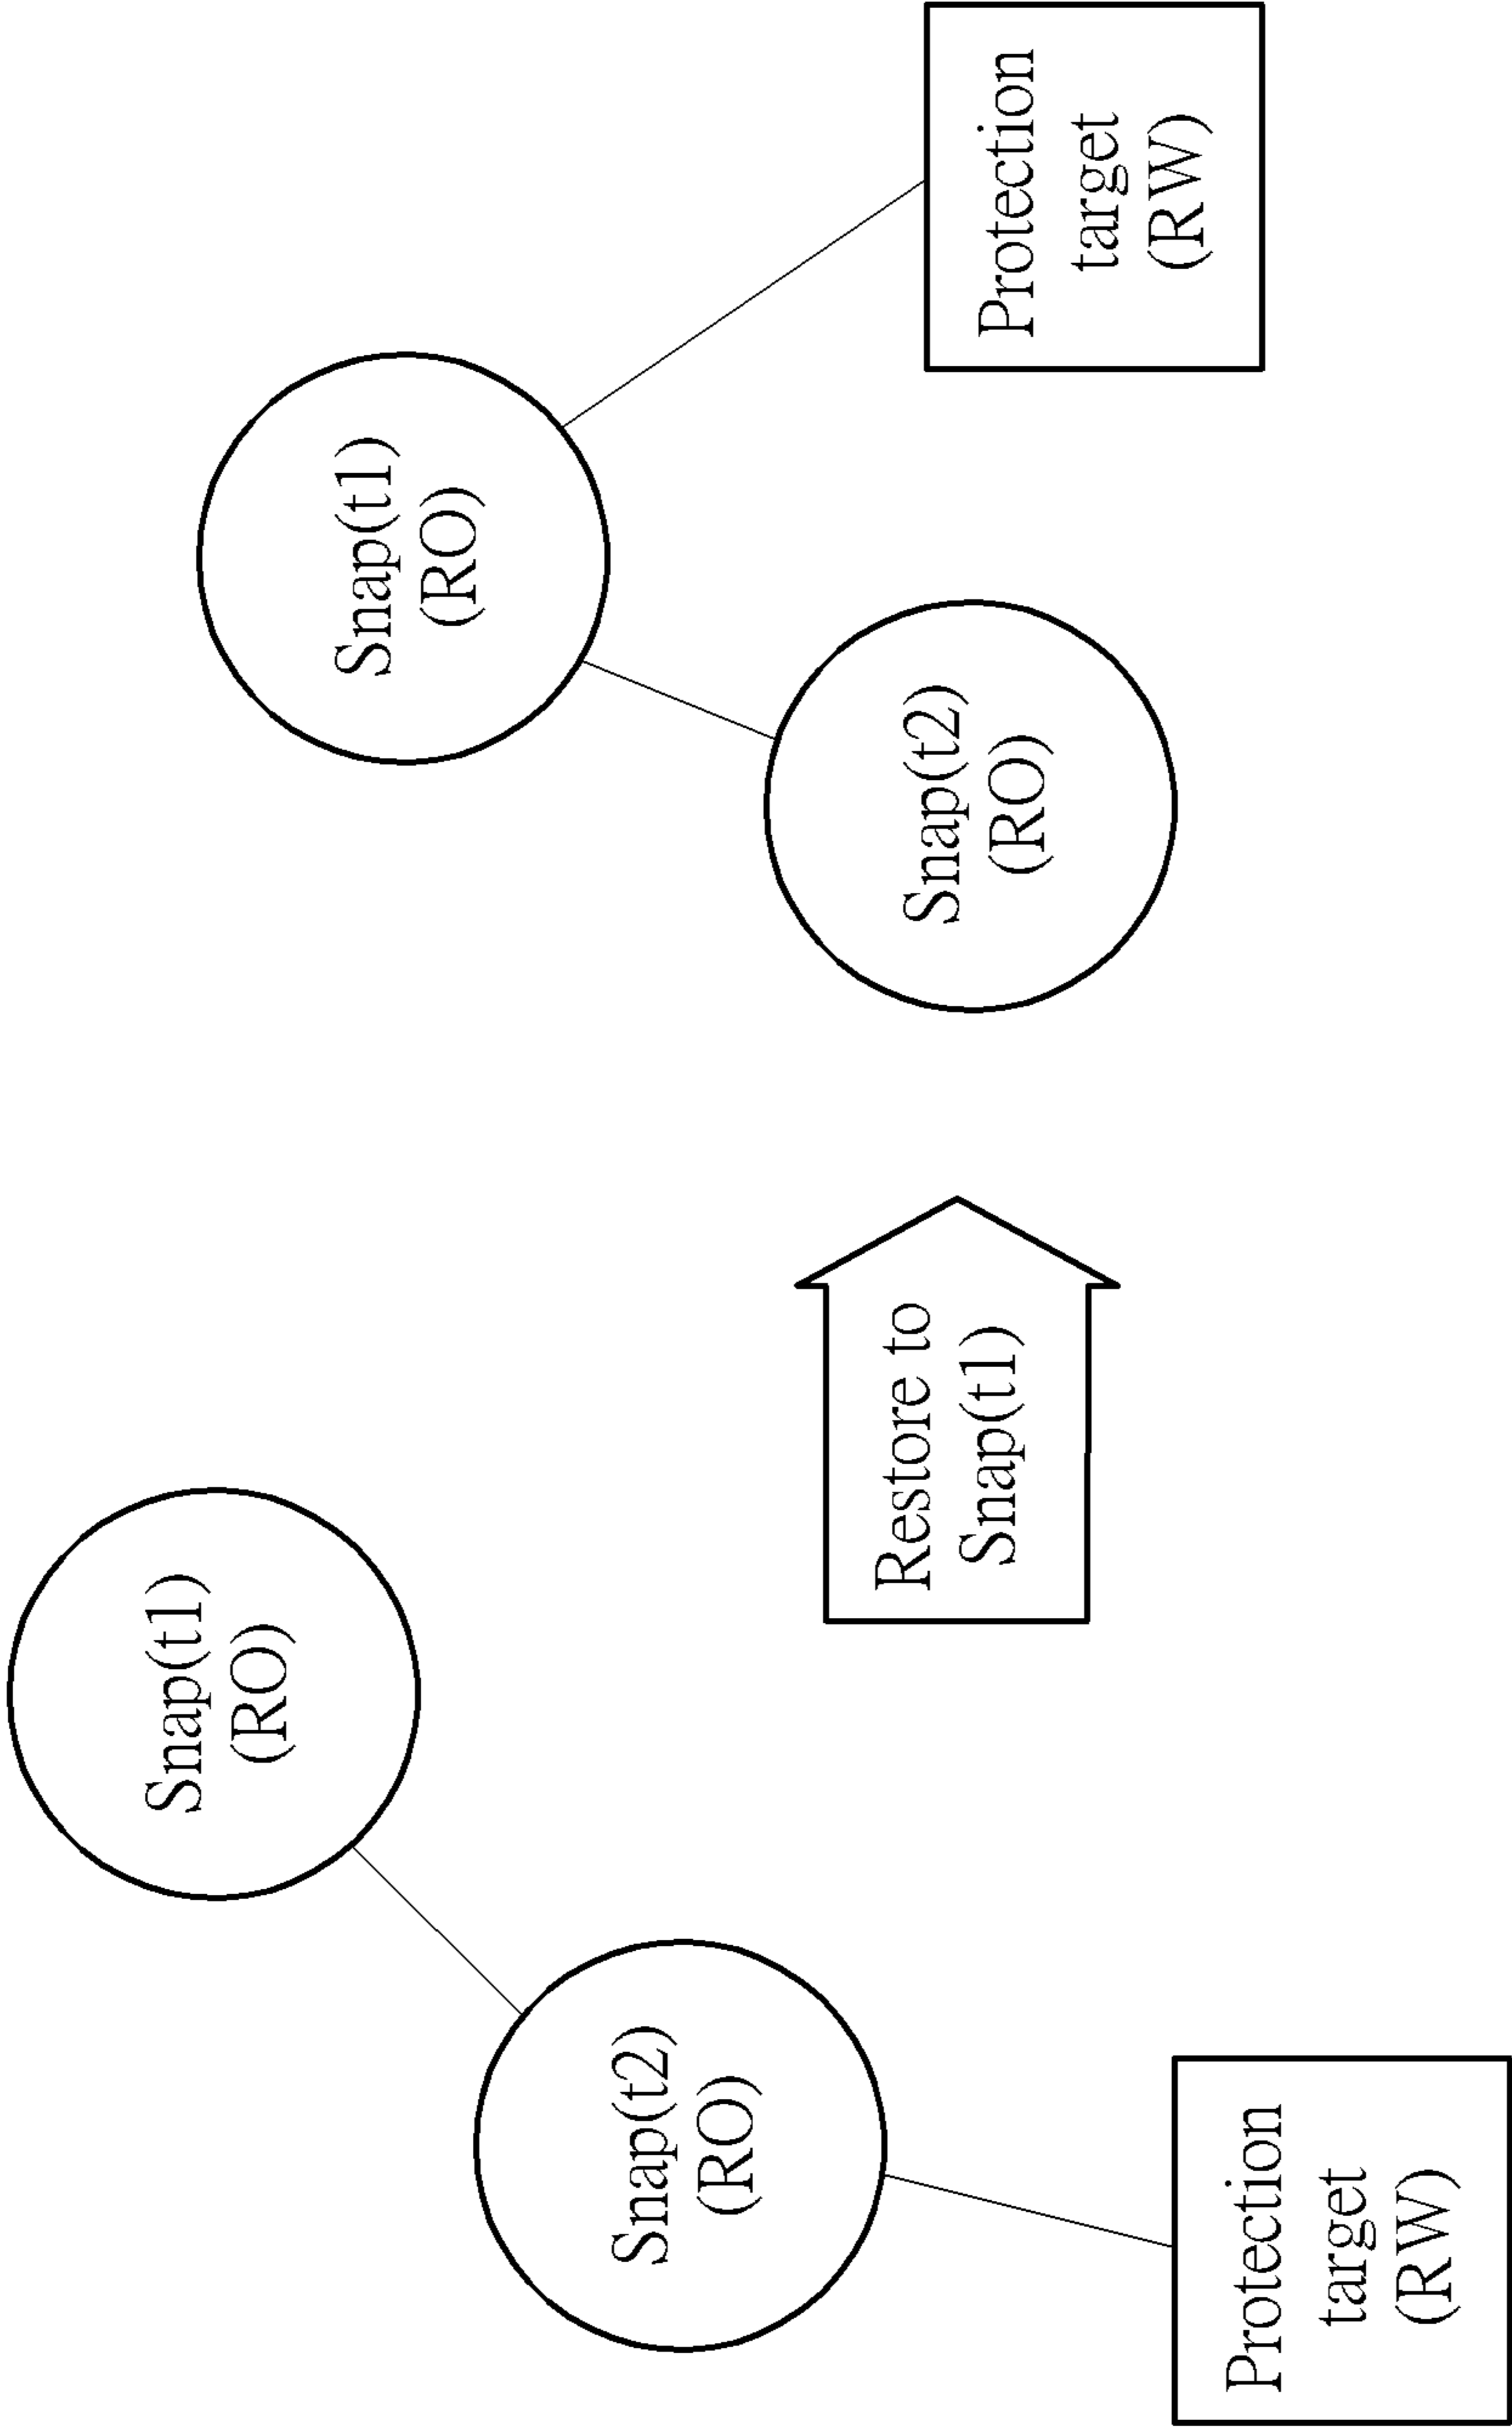 Snap(t1)
(RO)
Snap(t2)
(RO)
Protection
target
(RW)
Restore to
Snap(t1)
Snap(t1)
(RO)
Snap(t2)
(RO)
Protection
target
(RW)